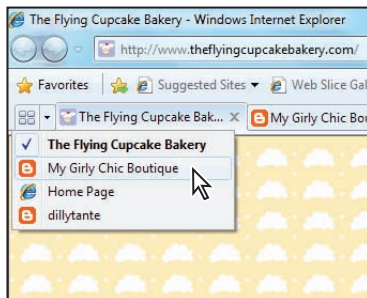 The Flying Cupcake Bakery - Windows Internet Explorer
http://www.theflyingcupcakebakery.com/
Favorites Suggested Sites Web Slice Gal
The Flying Cupcake Bak... My Girly Chic Bou
The Flying Cupcake Bakery
My Girly Chic Boutique
Home Page
dillytante